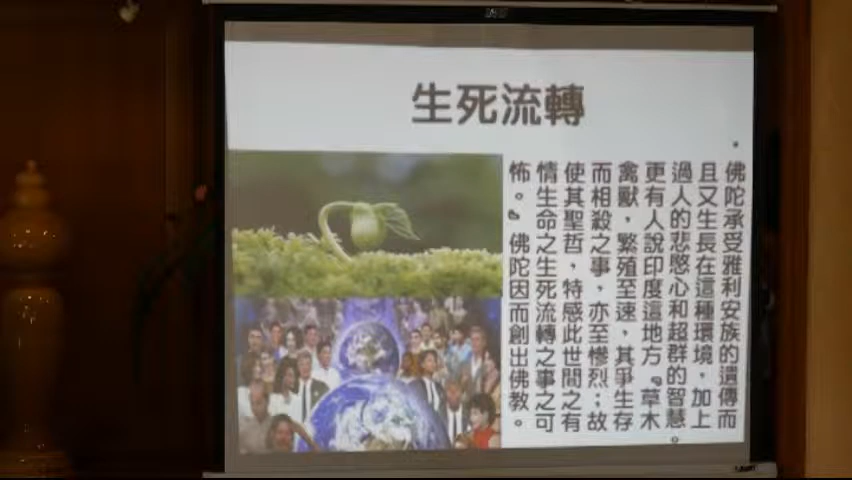 生死流轉
佛陀承受雅利安族的遺傳而
且又生長在這種環境，加上
過人的悲愍心和超群的智慧。
更有人說印度這地方『草木
禽獸，繁殖至速，其爭生存
而相殺之事，亦至慘烈；故
使其聖哲，特感此世間之有
情生命之生死流轉之事之可
怖。』佛陀因而創出佛教。